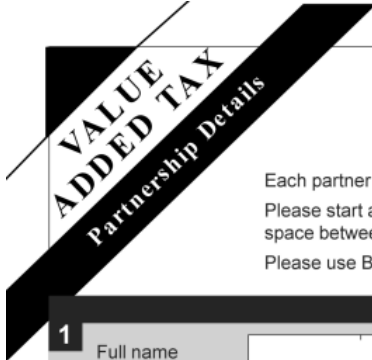 VALUE
ADDED TAX
Partnership Details
Each partner
Please start a
space betwee
Please use B
1
Full name